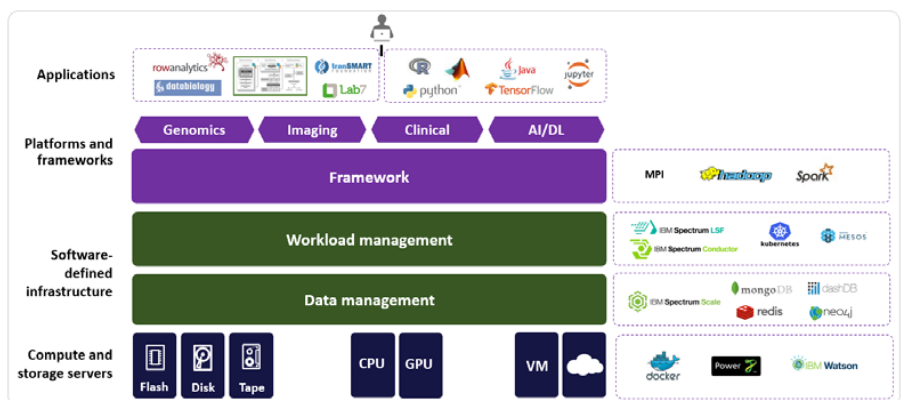 Applications
rowanalytics
databiology
tranSMART
FOUNDATION
Lab7
R
python
Java
TensorFlow
jupyter
Platforms and
frameworks
Genomics
Imaging
Clinical
AI/DL
Framework
MPI
hadoop
Spark
Software-
defined
infrastructure
Workload management
IBM Spectrum LSF
IBM Spectrum Conductor
kubernetes
MESOS
Data management
IBM Spectrum Scale
mongoDB
dashDB
redis
neo4j
Compute and
storage servers
Flash
Disk
Tape
CPU
GPU
VM
docker
Power
IBM Watson